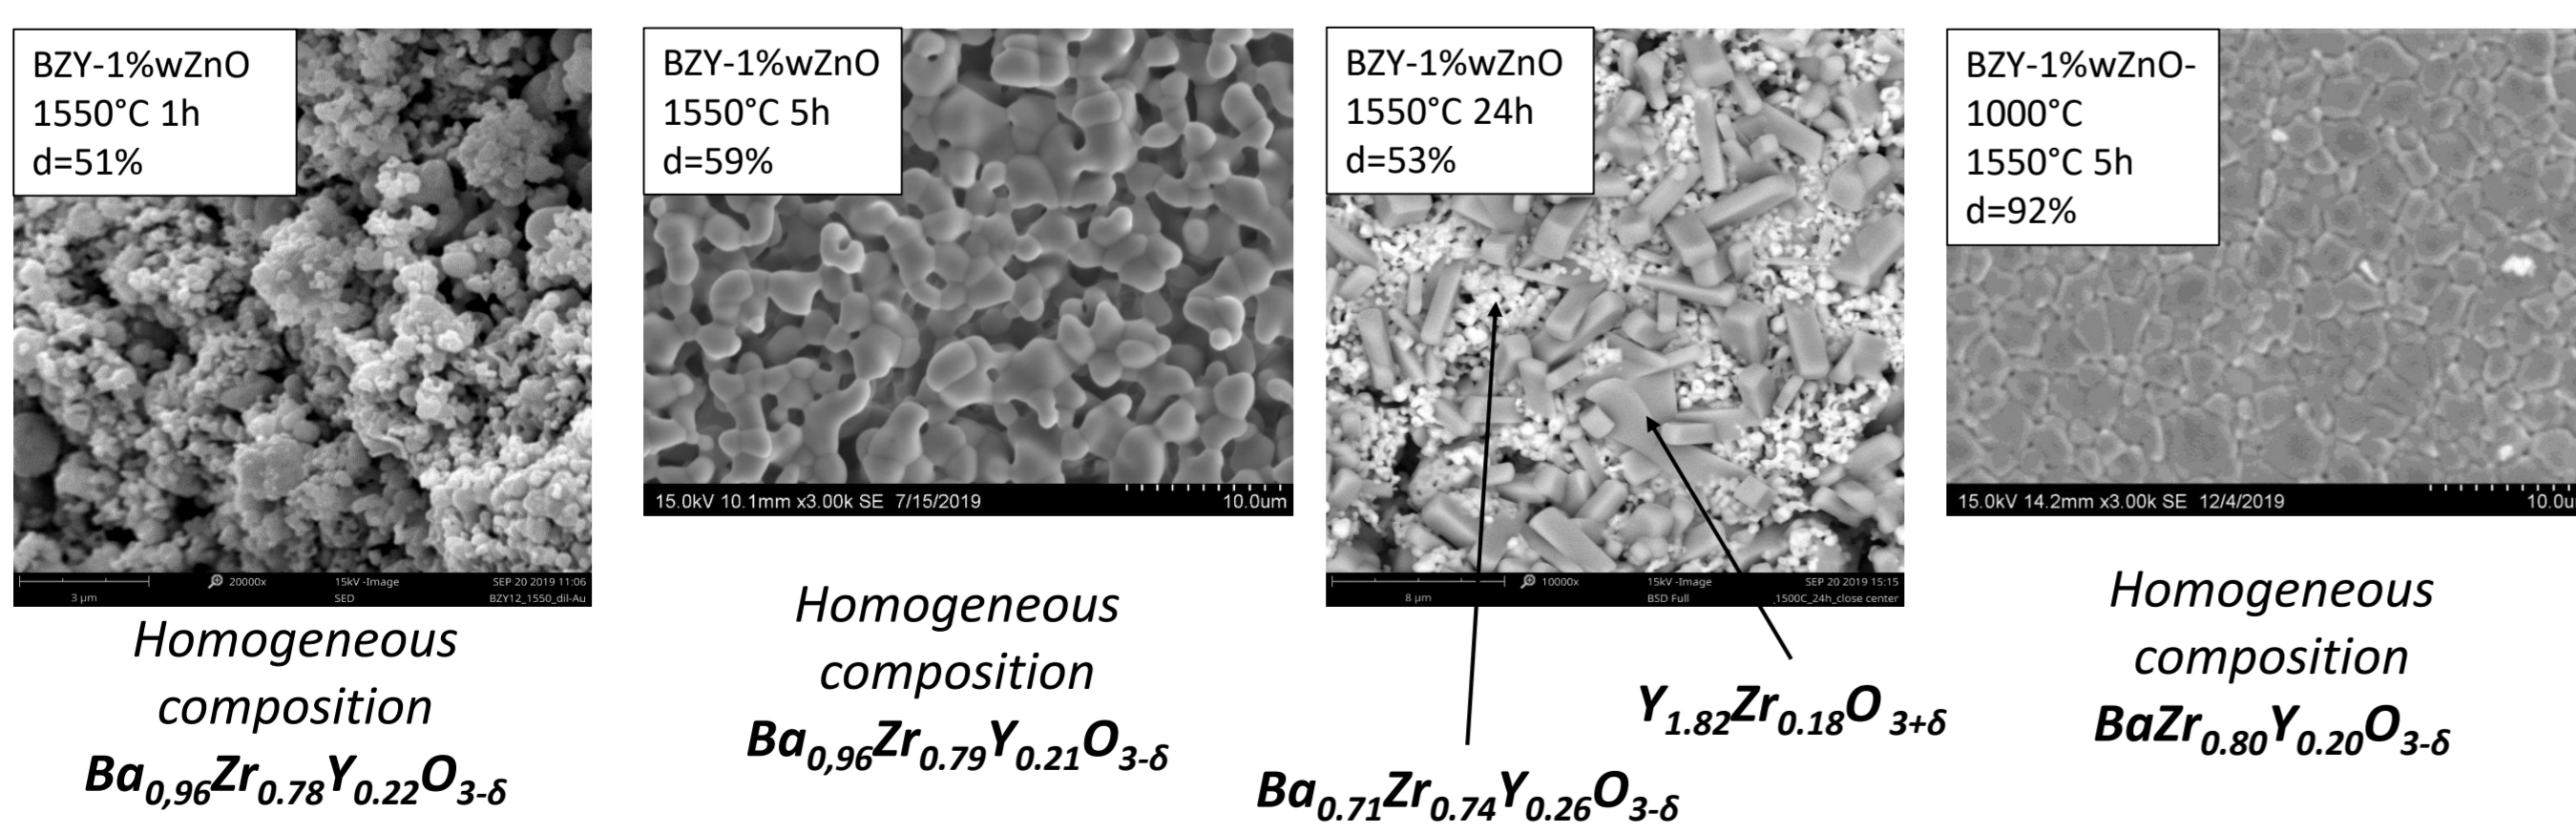 BZY-1%wZnO
1550°C 1h
d=51%
3 µm
20000x
15kV -Image
SED
SEP 20 2019 11:06
BZY12_1550_dil-Au
Homogeneous
composition
Ba0,96Zr0.78Y0.22O3-δ
BZY-1%wZnO
1550°C 5h
d=59%
15.0kV 10.1mm x3.00k SE 7/15/2019
10.0um
Homogeneous
composition
Ba0,96Zr0.79Y0.21O3-δ
BZY-1%wZnO
1550°C 24h
d=53%
8 µm
10000x
15kV -Image
BSD Full
SEP 20 2019 15:15
_1500C_24h_close center
Y1.82Zr0.18O 3+δ
Ba0.71Zr0.74Y0.26O3-δ
BZY-1%wZnO-
1000°C
1550°C 5h
d=92%
15.0kV 14.2mm x3.00k SE 12/4/2019
10.0u
Homogeneous
composition
BaZr0.80Y0.20O3-δ